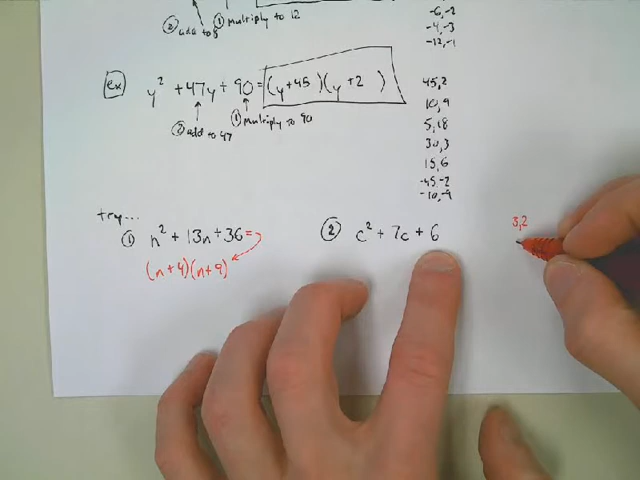 ② add to 8 ① multiply to 12
-6,-2
-4,-3
-12,-1
ex y² + 47y + 90 = (y+45)(y+2)
② add to 47 ① multiply to 90
45,2
10,9
5,18
30,3
15,6
-45,-2
-10,-9
try...
① n² + 13n + 36 =
(n+4)(n+9)
② c² + 7c + 6
3,2